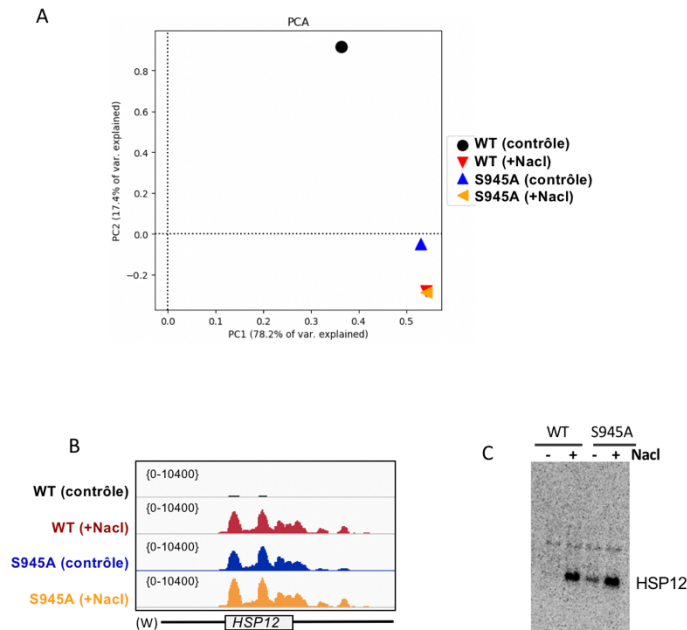 A
PCA
0.8
0.6
0.4
0.2
0.0
−0.2
PC2 (17.4% of var. explained)
0.0 0.1 0.2 0.3 0.4 0.5
PC1 (78.2% of var. explained)
WT (contrôle)
WT (+Nacl)
S945A (contrôle)
S945A (+Nacl)
B
WT (contrôle) {0-10400}
WT (+Nacl) {0-10400}
S945A (contrôle) {0-10400}
S945A (+Nacl) {0-10400}
(W) HSP12
C
WT S945A
- + - + Nacl
HSP12